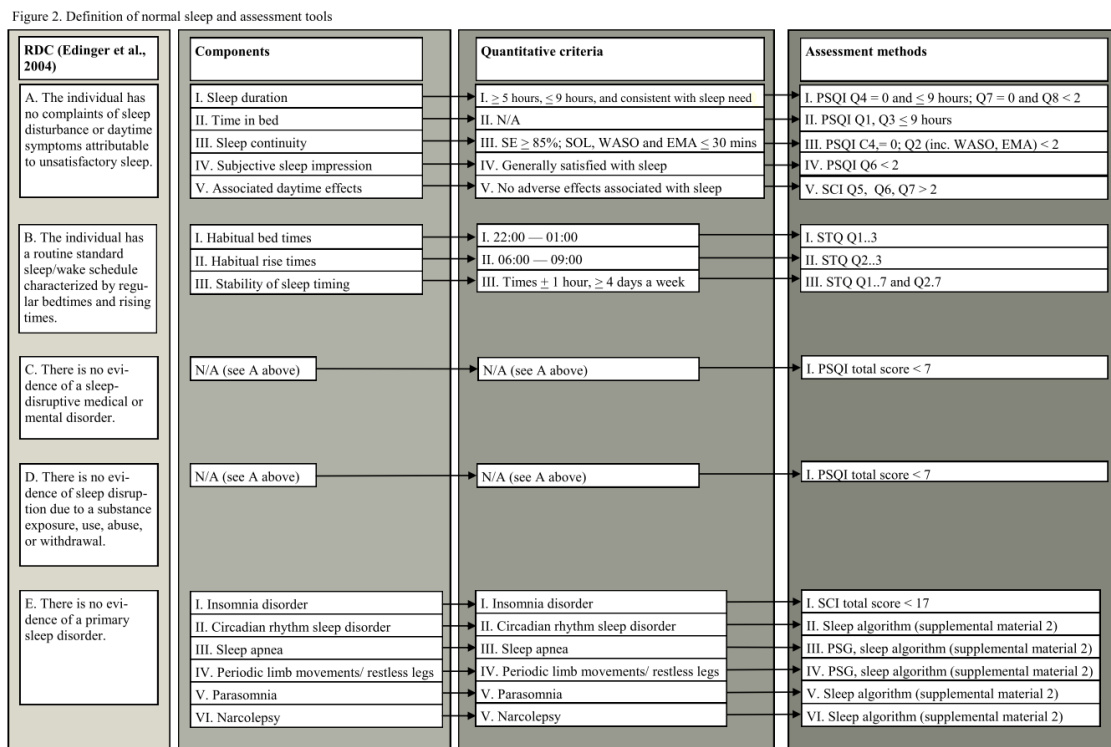 Figure 2. Definition of normal sleep and assessment tools
RDC (Edinger et al.,
2004)
Components
Quantitative criteria
Assessment methods
A. The individual has
no complaints of sleep
disturbance or daytime
symptoms attributable
to unsatisfactory sleep.
I. Sleep duration
II. Time in bed
III. Sleep continuity
IV. Subjective sleep impression
V. Associated daytime effects
I. ≥ 5 hours, ≤ 9 hours, and consistent with sleep need
II. N/A
III. SE ≥ 85%; SOL, WASO and EMA ≤ 30 mins
IV. Generally satisfied with sleep
V. No adverse effects associated with sleep
I. PSQI Q4 = 0 and ≤ 9 hours; Q7 = 0 and Q8 < 2
II. PSQI Q1, Q3 ≤ 9 hours
III. PSQI C4,= 0; Q2 (inc. WASO, EMA) < 2
IV. PSQI Q6 < 2
V. SCI Q5, Q6, Q7 > 2
B. The individual has
a routine standard
sleep/wake schedule
characterized by regu-
lar bedtimes and rising
times.
I. Habitual bed times
II. Habitual rise times
III. Stability of sleep timing
I. 22:00 — 01:00
II. 06:00 — 09:00
III. Times ± 1 hour, ≥ 4 days a week
I. STQ Q1..3
II. STQ Q2..3
III. STQ Q1..7 and Q2.7
C. There is no evi-
dence of a sleep-
disruptive medical or
mental disorder.
N/A (see A above)
N/A (see A above)
I. PSQI total score < 7
D. There is no evi-
dence of sleep disrup-
tion due to a substance
exposure, use, abuse,
or withdrawal.
N/A (see A above)
N/A (see A above)
I. PSQI total score < 7
E. There is no evi-
dence of a primary
sleep disorder.
I. Insomnia disorder
II. Circadian rhythm sleep disorder
III. Sleep apnea
IV. Periodic limb movements/ restless legs
V. Parasomnia
VI. Narcolepsy
I. Insomnia disorder
II. Circadian rhythm sleep disorder
III. Sleep apnea
IV. Periodic limb movements/ restless legs
V. Parasomnia
V. Narcolepsy
I. SCI total score < 17
II. Sleep algorithm (supplemental material 2)
III. PSG, sleep algorithm (supplemental material 2)
IV. PSG, sleep algorithm (supplemental material 2)
V. Sleep algorithm (supplemental material 2)
VI. Sleep algorithm (supplemental material 2)